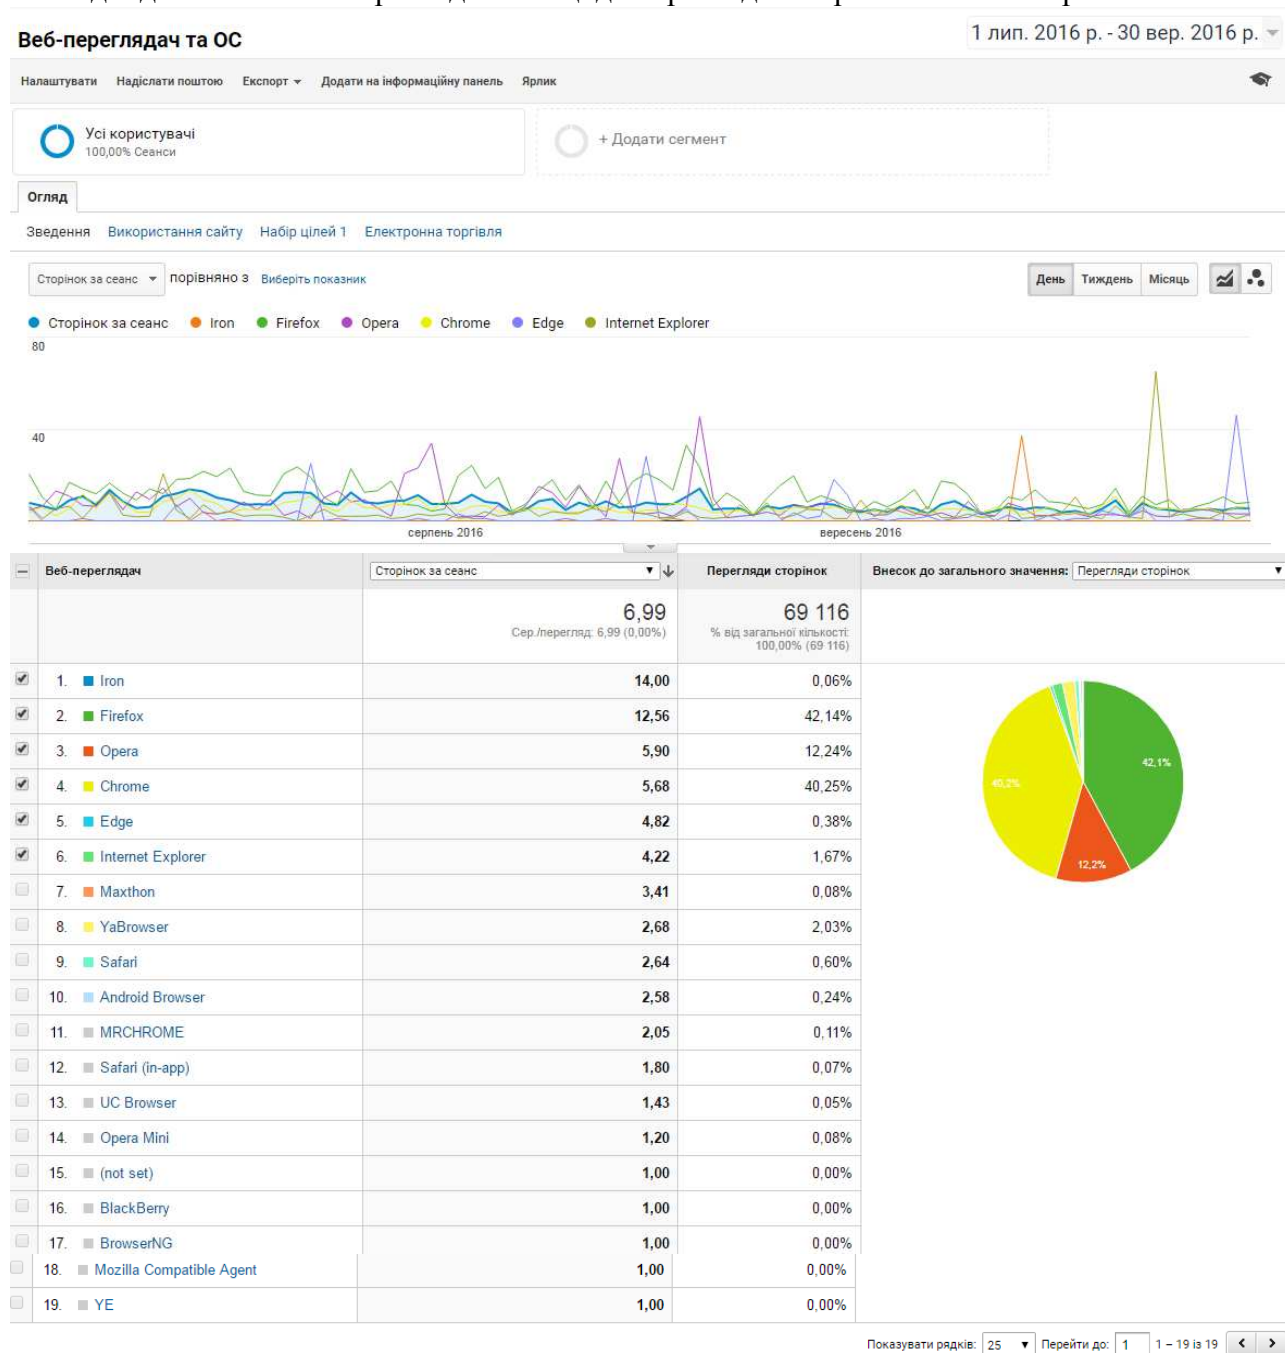 Веб-переглядач та ОС
1 лип. 2016 р. - 30 вер. 2016 р.
Налаштувати Надіслати поштою Експорт Додати на інформаційну панель Ярлик
Усі користувачі
100,00% Сеанси
+ Додати сегмент
Огляд
Зведення Використання сайту Набір цілей 1 Електронна торгівля
Сторінок за сеанс порівняно з Виберіть показник
День Тиждень Місяць
Сторінок за сеанс Iron Firefox Opera Chrome Edge Internet Explorer
80
40
серпень 2016 вересень 2016
Веб-переглядач Сторінок за сеанс Перегляди сторінок Внесок до загального значення: Перегляди сторінок
6,99 69 116
Сер./перегляд: 6,99 (0,00%) % від загальної кількості:
100,00% (69 116)
1. Iron 14,00 0,06%
2. Firefox 12,56 42,14%
3. Opera 5,90 12,24%
4. Chrome 5,68 40,25%
5. Edge 4,82 0,38%
6. Internet Explorer 4,22 1,67%
7. Maxthon 3,41 0,08%
8. YaBrowser 2,68 2,03%
9. Safari 2,64 0,60%
10. Android Browser 2,58 0,24%
11. MRCHROME 2,05 0,11%
12. Safari (in-app) 1,80 0,07%
13. UC Browser 1,43 0,05%
14. Opera Mini 1,20 0,08%
15. (not set) 1,00 0,00%
16. BlackBerry 1,00 0,00%
17. BrowserNG 1,00 0,00%
18. Mozilla Compatible Agent 1,00 0,00%
19. YE 1,00 0,00%
42,1%
40,2%
12,2%
Показувати рядків: 25 Перейти до: 1 1 – 19 із 19